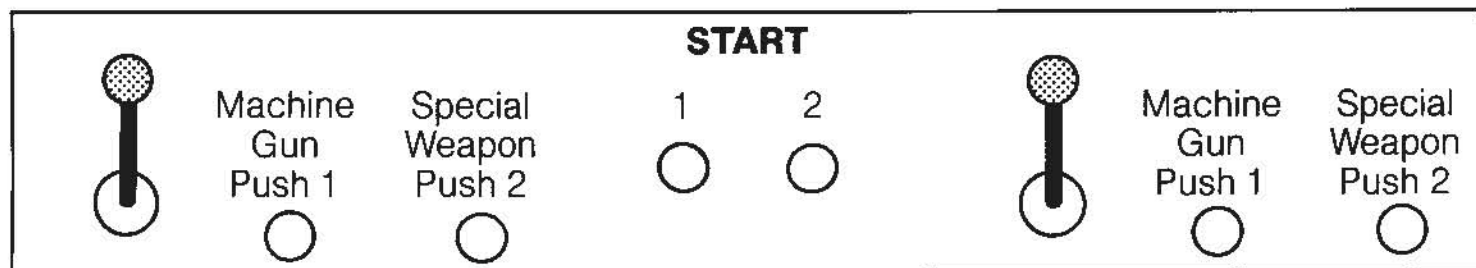 START
Machine
Gun
Push 1
Special
Weapon
Push 2
1
2
Machine
Gun
Push 1
Special
Weapon
Push 2